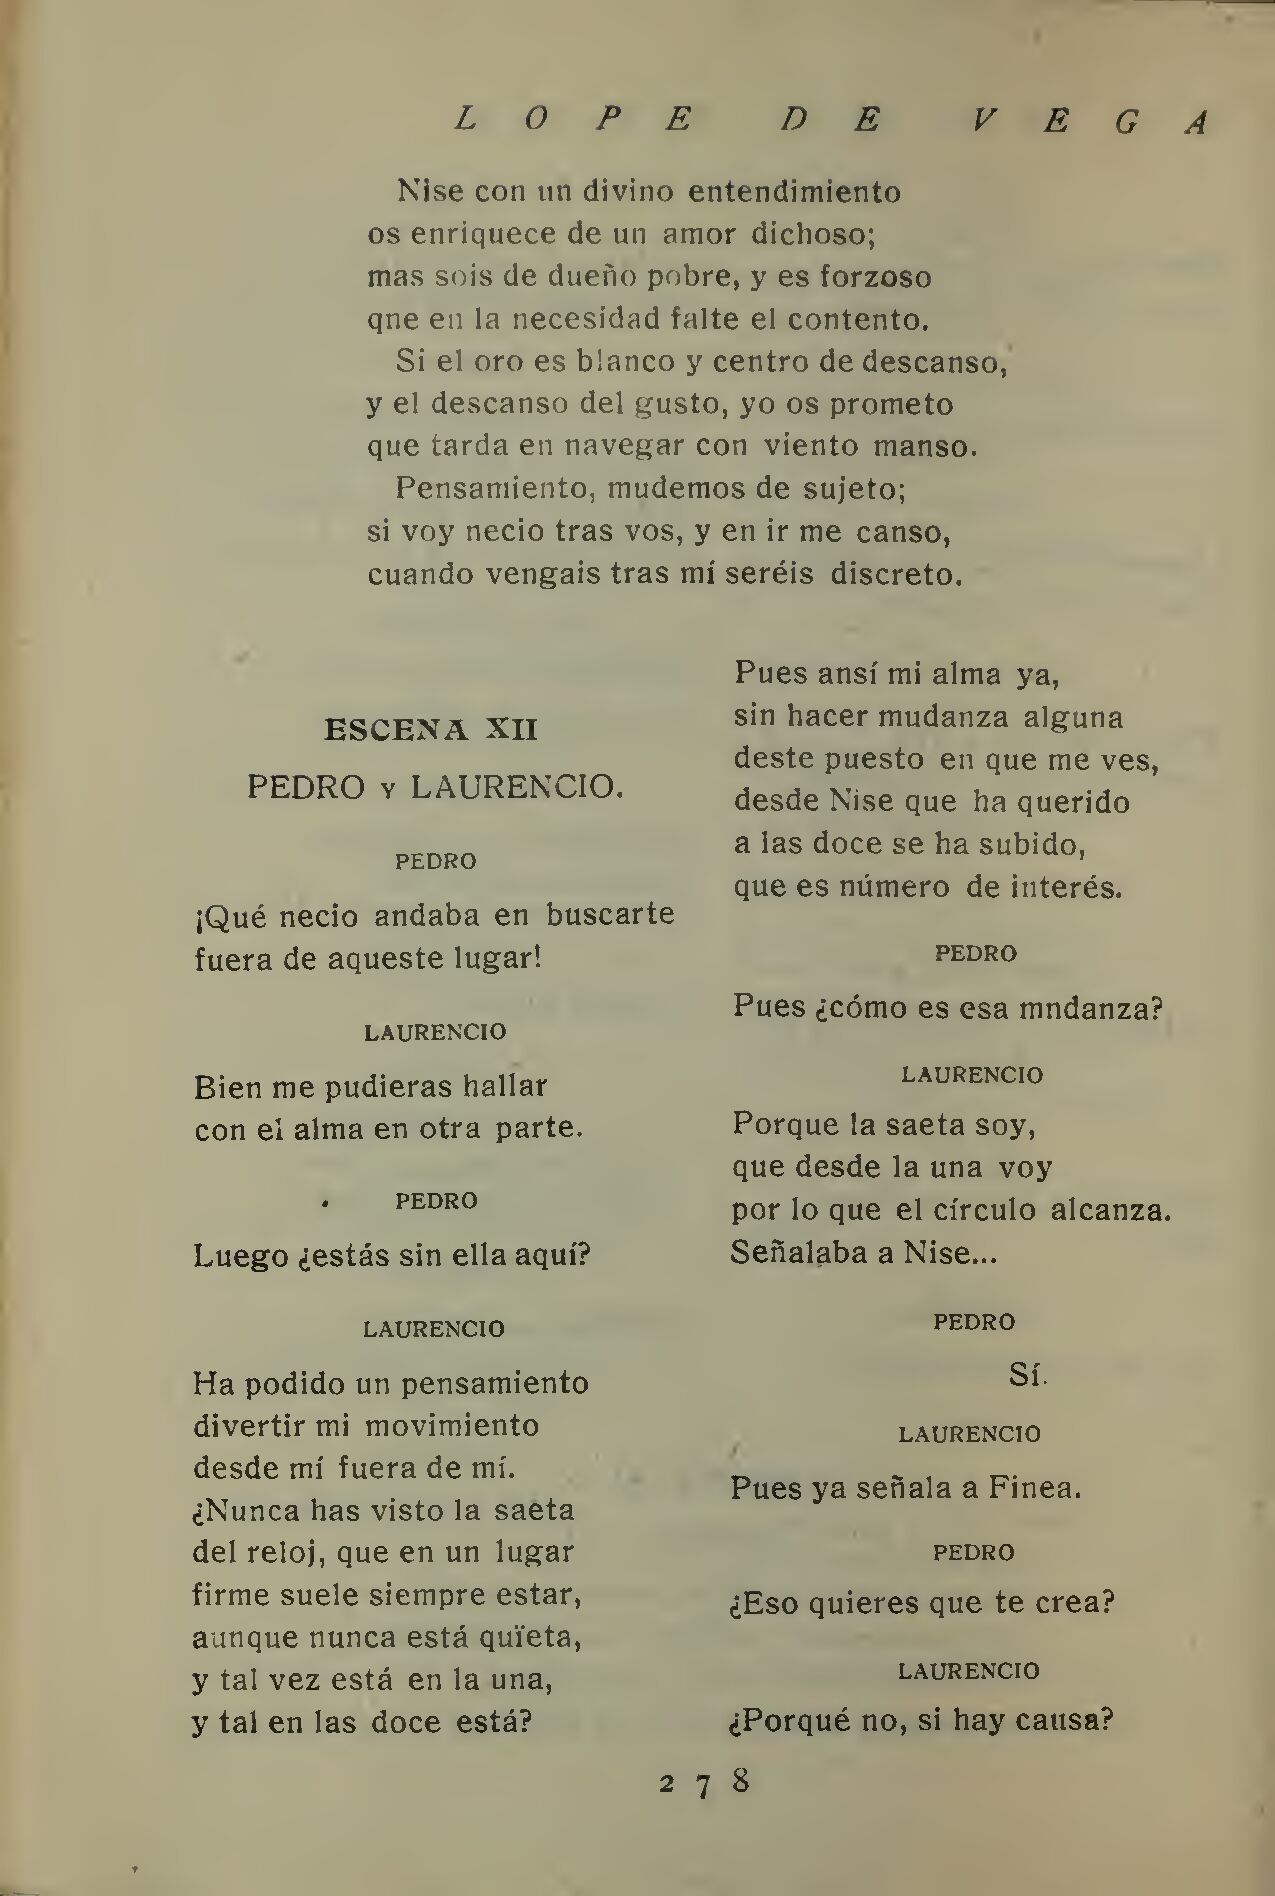 LOPE DE VEGA
Nise con un divino entendimiento
os enriquece de un amor dichoso;
mas sois de dueño pobre, y es forzoso
qne en la necesidad falte el contento.
Si el oro es blanco y centro de descanso,
y el descanso del gusto, yo os prometo
que tarda en navegar con viento manso.
Pensamiento, mudemos de sujeto;
si voy necio tras vos, y en ir me canso,
cuando vengais tras mí seréis discreto.
ESCENA XII
PEDRO Y LAURENCIO.
PEDRO
¡Qué necio andaba en buscarte
fuera de aqueste lugar!
LAURENCIO
Bien me pudieras hallar
con el alma en otra parte.
PEDRO
Luego ¿estás sin ella aquí?
LAURENCIO
Ha podido un pensamiento
divertir mi movimiento
desde mí fuera de mí.
¿Nunca has visto la saeta
del reloj, que en un lugar
firme suele siempre estar,
aunque nunca está quïeta,
y tal vez está en la una,
y tal en las doce está?
Pues ansí mi alma ya,
sin hacer mudanza alguna
deste puesto en que me ves,
desde Nise que ha querido
a las doce se ha subido,
que es número de interés.
PEDRO
Pues ¿cómo es esa mndanza?
LAURENCIO
Porque la saeta soy,
que desde la una voy
por lo que el círculo alcanza.
Señalaba a Nise...
PEDRO
Sí.
LAURENCIO
Pues ya señala a Finea.
PEDRO
¿Eso quieres que te crea?
LAURENCIO
¿Porqué no, si hay causa?
278